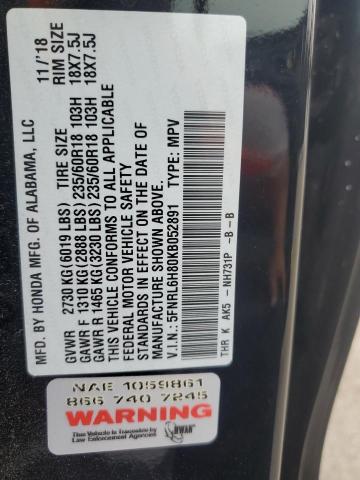 MFD. BY HONDA MFG. OF ALABAMA, LLC 11/'18
GVWR 2730 KG(6019 LBS) TIRE SIZE RIM SIZE
GAWR F 1310 KG(2888 LBS) 235/60R18 103H 18X7.5J
GAWR R 1465 KG(3230 LBS) 235/60R18 103H 18X7.5J
THIS VEHICLE CONFORMS TO ALL APPLICABLE
FEDERAL MOTOR VEHICLE SAFETY
STANDARDS IN EFFECT ON THE DATE OF
MANUFACTURE SHOWN ABOVE.
V.I.N.: 5FNRL6H80KB052891 TYPE: MPV
THR K AK5 -NH731P -B-B
NAE 1059861
866 740 7245
WARNING
This Vehicle is Traceable by
Law Enforcement Agencies